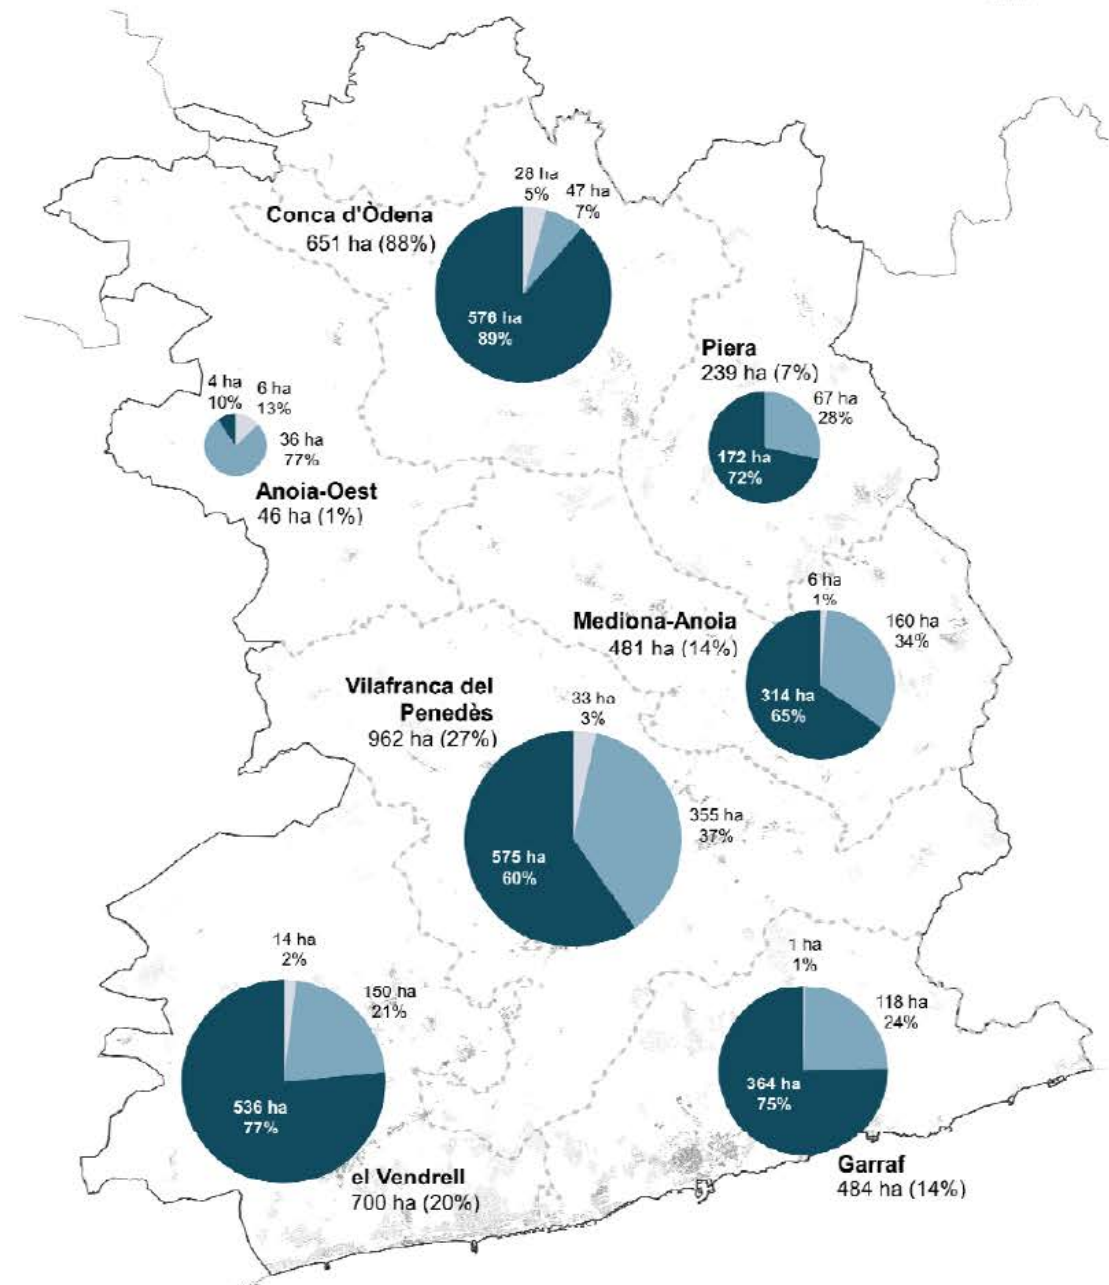 28 ha
5%
47 ha
7%
Conca d'Òdena
651 ha (88%)
576 ha
89%
Piera
239 ha (7%)
67 ha
28%
172 ha
72%
4 ha
10%
6 ha
13%
36 ha
77%
Anoia-Oest
46 ha (1%)
6 ha
1%
Mediona-Anoia
481 ha (14%)
160 ha
34%
314 ha
65%
Vilafranca del
Penedès
962 ha (27%)
33 ha
3%
355 ha
37%
575 ha
60%
14 ha
2%
150 ha
21%
536 ha
77%
el Vendrell
700 ha (20%)
1 ha
1%
118 ha
24%
364 ha
75%
Garraf
484 ha (14%)